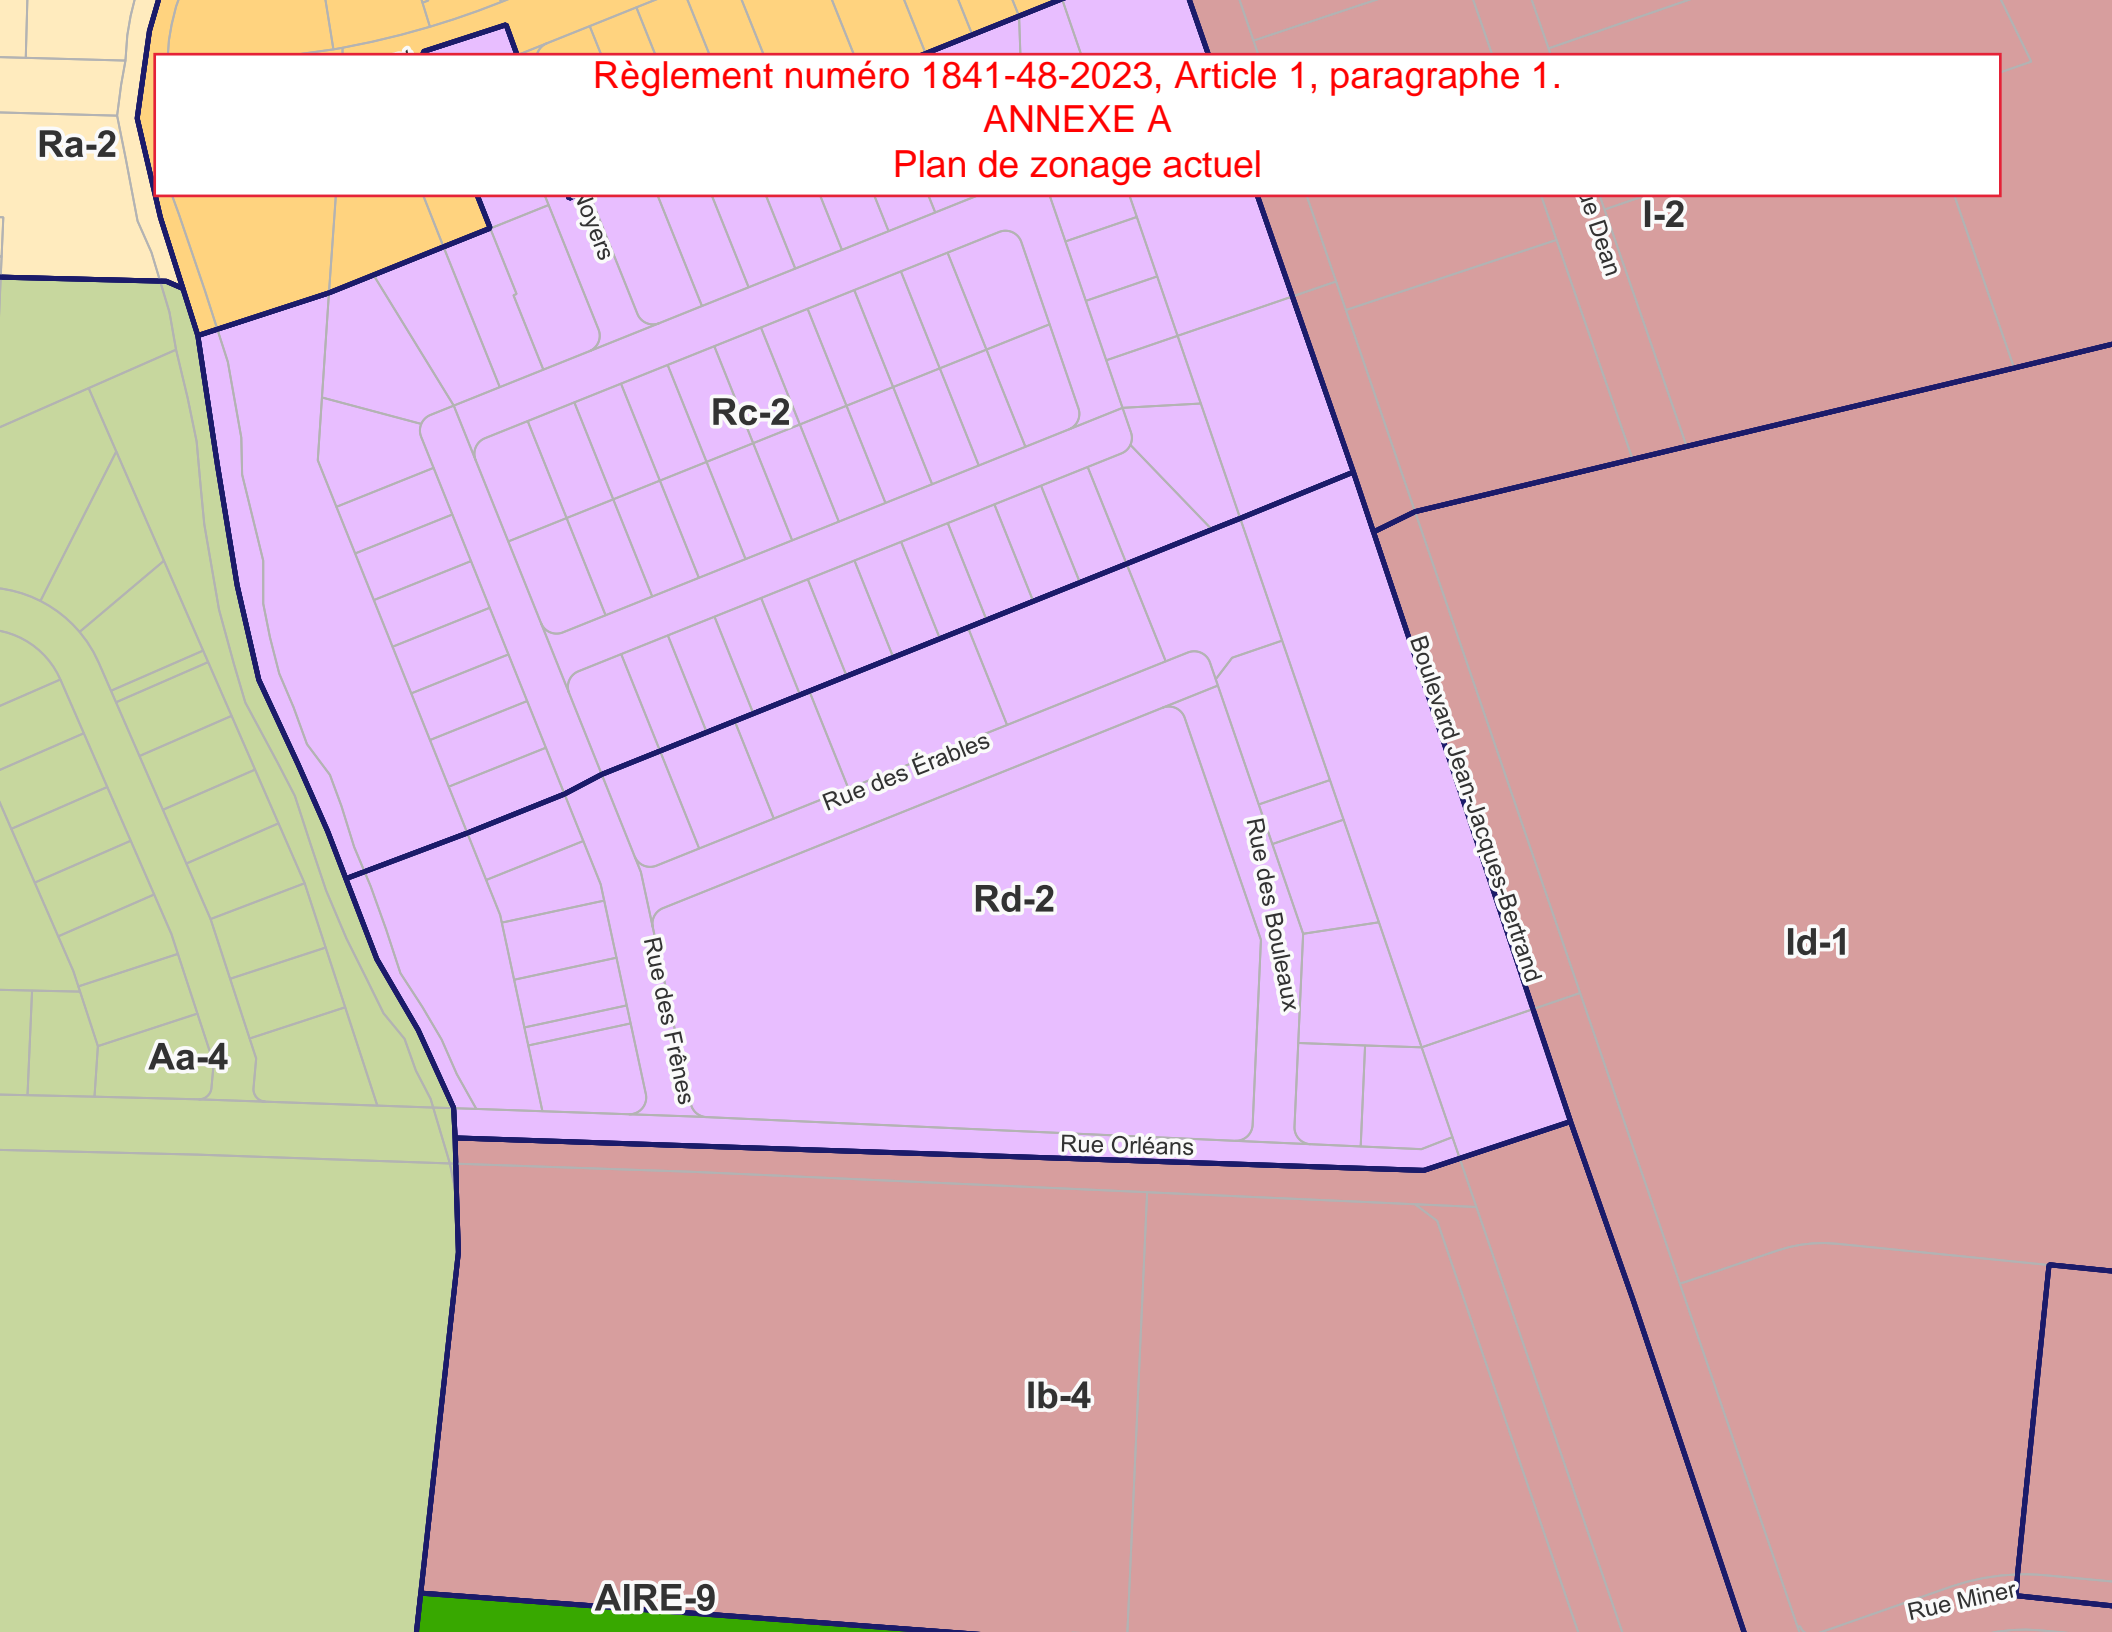 Règlement numéro 1841-48-2023, Article 1, paragraphe 1.
ANNEXE A
Plan de zonage actuel
Ra-2
Noyers
Dean
I-2
Rc-2
Boulevard Jean-Jacques-Bertrand
Rue des Érables
Rue des Bouleaux
Rd-2
Id-1
Rue des Frênes
Aa-4
Rue Orléans
Ib-4
AIRE-9
Rue Miner